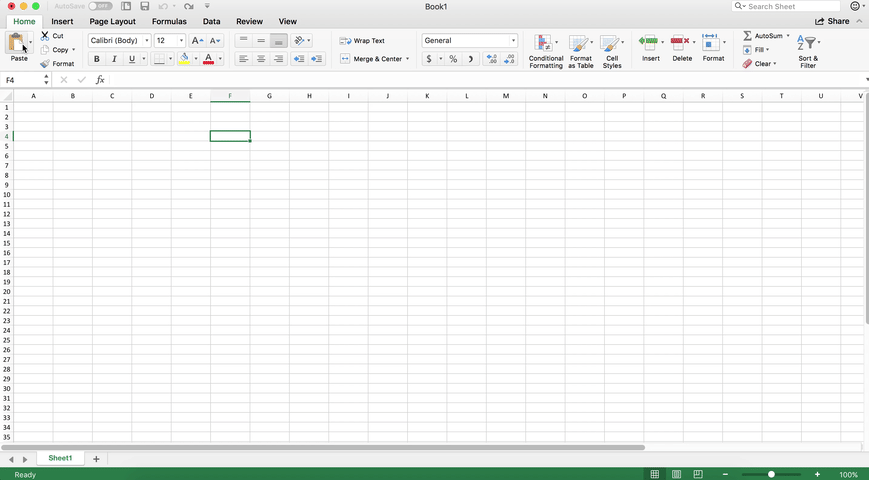 AutoSave OFF Book1 Search Sheet
Home Insert Page Layout Formulas Data Review View Share
Paste Cut Copy Format
Calibri (Body) 12 A A
B I U A
Wrap Text
Merge & Center
General
$ % )
.0 .00
.00 .0
Conditional Formatting
Format as Table
Cell Styles
Insert Delete Format
AutoSum
Fill
Clear
Sort & Filter
F4 fx
A B C D E F G H I J K L M N O P Q R S T U V
1
2
3
4
5
6
7
8
9
10
11
12
13
14
15
16
17
18
19
20
21
22
23
24
25
26
27
28
29
30
31
32
33
34
35
Sheet1 +
Ready 100%